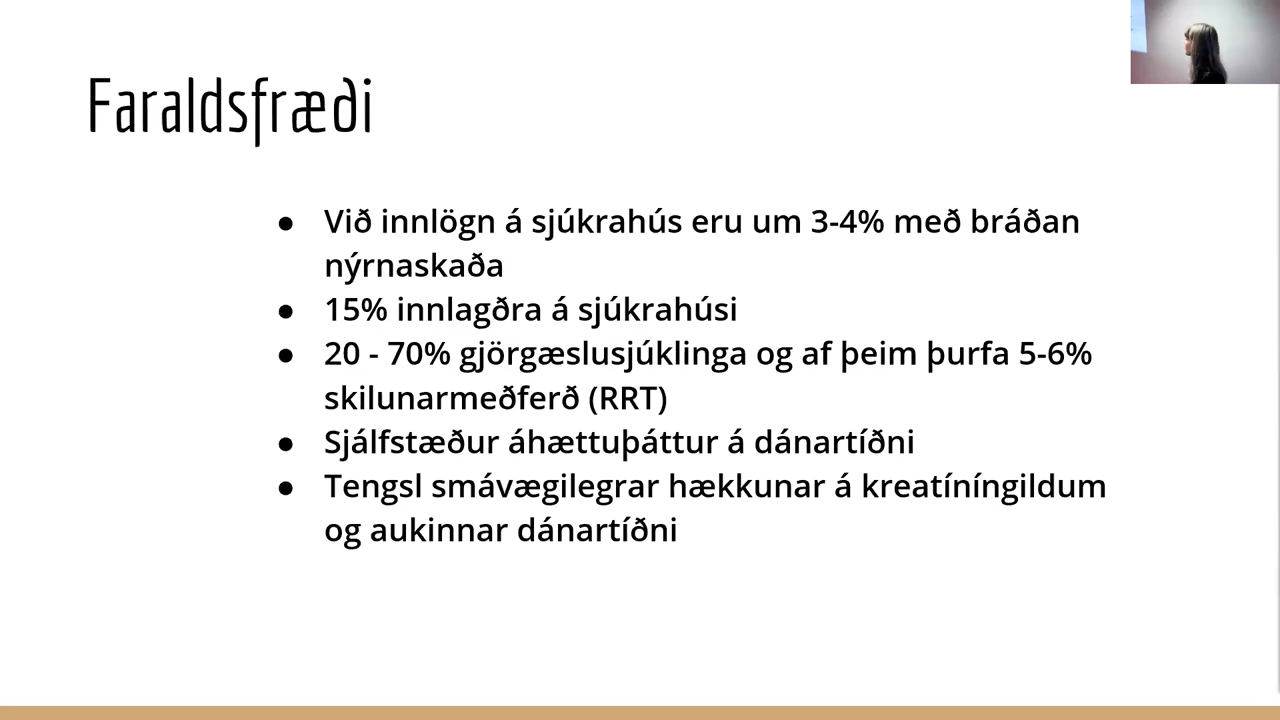 Faraldsfræði
● Við innlögn á sjúkrahús eru um 3-4% með bráðan
nýrnaskaða
● 15% innlagðra á sjúkrahúsi
● 20 - 70% gjörgæslusjúklinga og af þeim þurfa 5-6%
skilunarmeðferð (RRT)
● Sjálfstæður áhættuþáttur á dánartíðni
● Tengsl smávægilegrar hækkunar á kreatíníngildum
og aukinnar dánartíðni